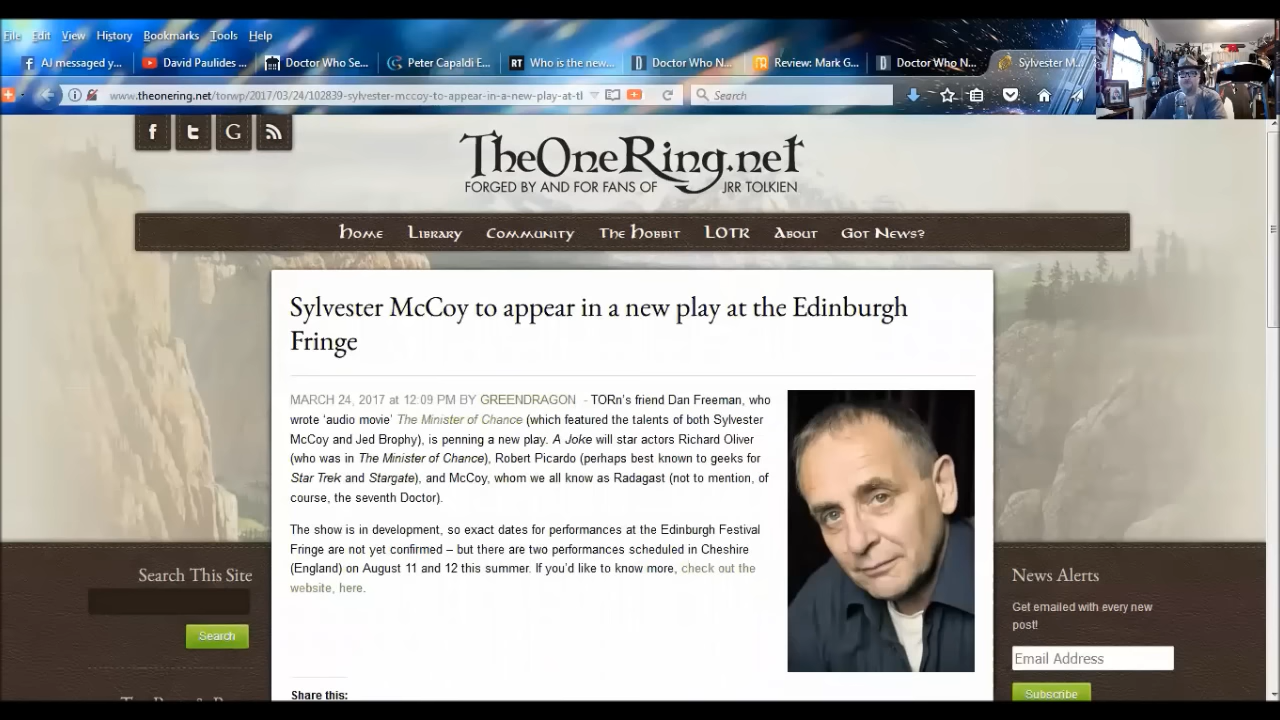 File Edit View History Bookmarks Tools Help
AJ messaged y... David Paulides ... Doctor Who Se... Peter Capaldi E... RT Who is the new... Doctor Who N... Review: Mark G... Doctor Who N... Sylvester M...
www.theonering.net/torwp/2017/03/24/102839-sylvester-mccoy-to-appear-in-a-new-play-at-tl Search
f t G
TheOneRing.net
FORGED BY AND FOR FANS OF JRR TOLKIEN
Home Library Community The Hobbit LOTR About Got News?
Sylvester McCoy to appear in a new play at the Edinburgh
Fringe
MARCH 24, 2017 at 12:09 PM BY GREENDRAGON - TORn's friend Dan Freeman, who
wrote 'audio movie' The Minister of Chance (which featured the talents of both Sylvester
McCoy and Jed Brophy), is penning a new play. A Joke will star actors Richard Oliver
(who was in The Minister of Chance), Robert Picardo (perhaps best known to geeks for
Star Trek and Stargate), and McCoy, whom we all know as Radagast (not to mention, of
course, the seventh Doctor).
The show is in development, so exact dates for performances at the Edinburgh Festival
Fringe are not yet confirmed – but there are two performances scheduled in Cheshire
(England) on August 11 and 12 this summer. If you'd like to know more, check out the
website, here.
Share this:
Search This Site
Search
News Alerts
Get emailed with every new
post!
Email Address
Subscribe